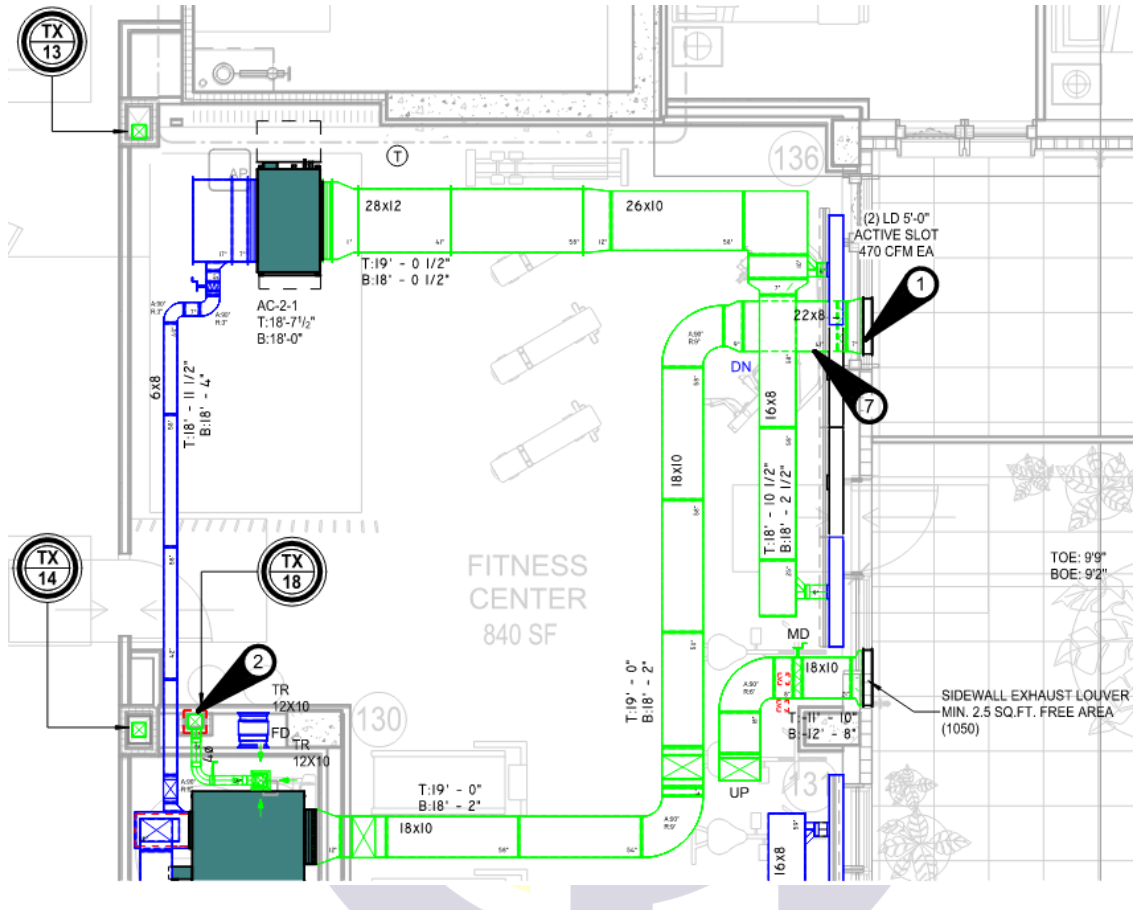 TX
13
AP
T
136
28x12
26x10
(2) LD 5'-0"
ACTIVE SLOT
470 CFM EA
T:19' - 0 1/2"
B:18' - 0 1/2"
1
AC-2-1
T:18'-7 1/2"
B:18'-0"
22x8
DN
7
6x8
T:18' - 11 1/2"
B:18' - 4"
16x8
18x10
T:18' - 10 1/2"
B:18' - 2 1/2"
TX
14
TX
18
FITNESS
CENTER
840 SF
TOE: 9'9"
BOE: 9'2"
MD
18x10
2
TR
12X10
130
FD
TR
12X10
4ø
T:19' - 0"
B:18' - 2"
SIDEWALL EXHAUST LOUVER
MIN. 2.5 SQ.FT. FREE AREA
(1050)
T:-11' - 10"
B:-12' - 8"
UP
131
T:19' - 0"
B:18' - 2"
18x10
16x8